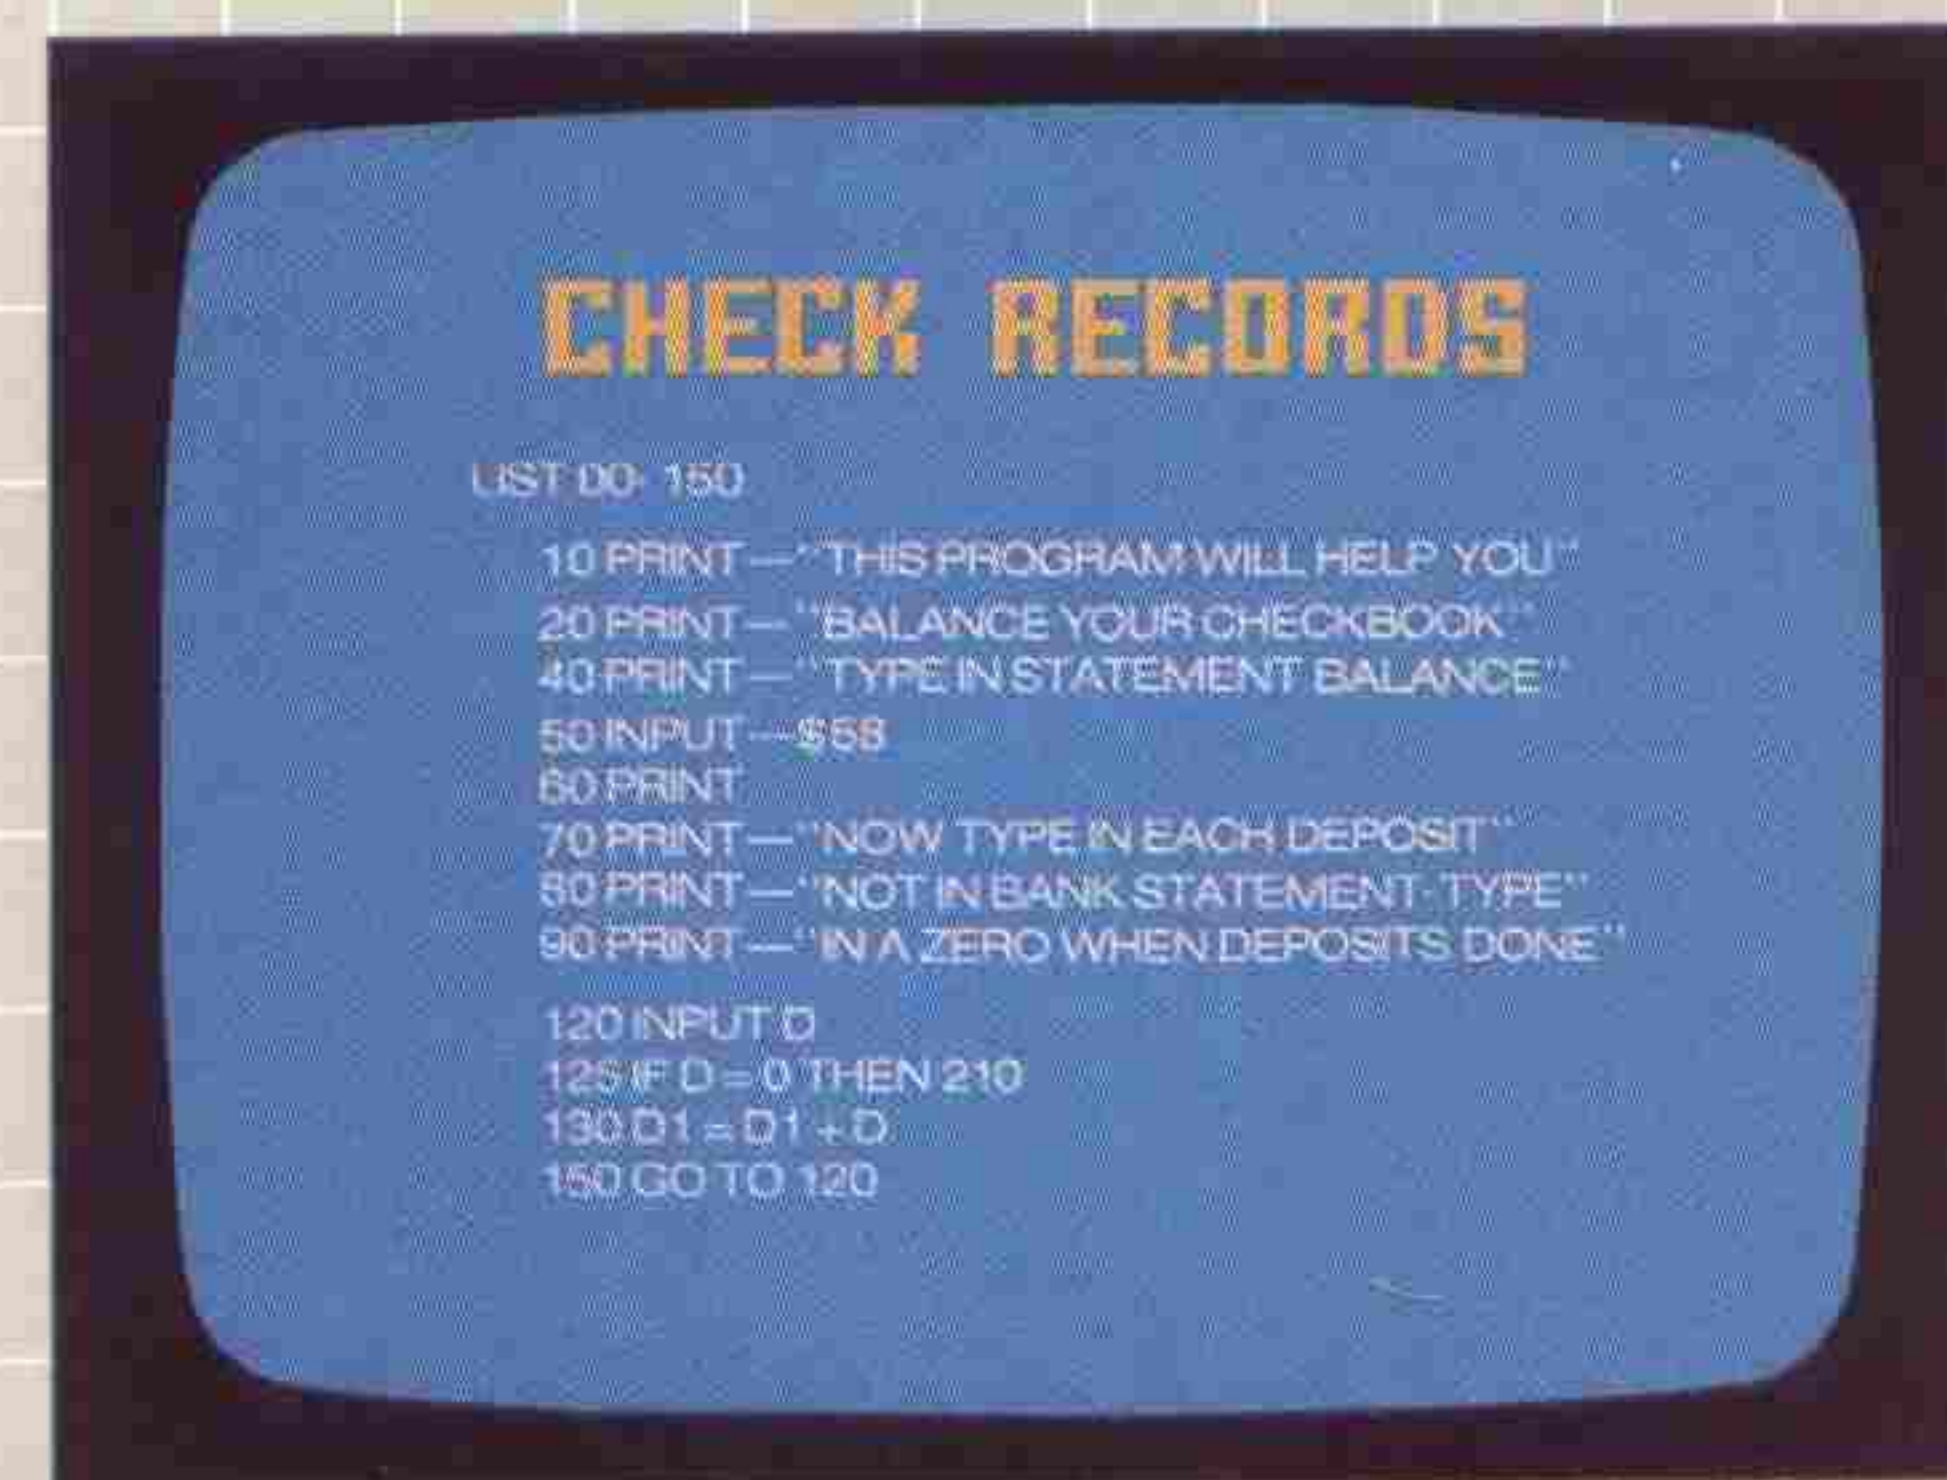 CHECK RECORDS
LIST 00- 150
10 PRINT—"THIS PROGRAM WILL HELP YOU"
20 PRINT—"BALANCE YOUR CHECKBOOK"
40 PRINT—"TYPE IN STATEMENT BALANCE"
50 INPUT—$58
60 PRINT
70 PRINT—"NOW TYPE IN EACH DEPOSIT"
80 PRINT—"NOT IN BANK STATEMENT-TYPE"
90 PRINT—"IN A ZERO WHEN DEPOSITS DONE"
120 INPUT D
125 IF D = 0 THEN 210
130 D1 = D1 + D
150 GO TO 120